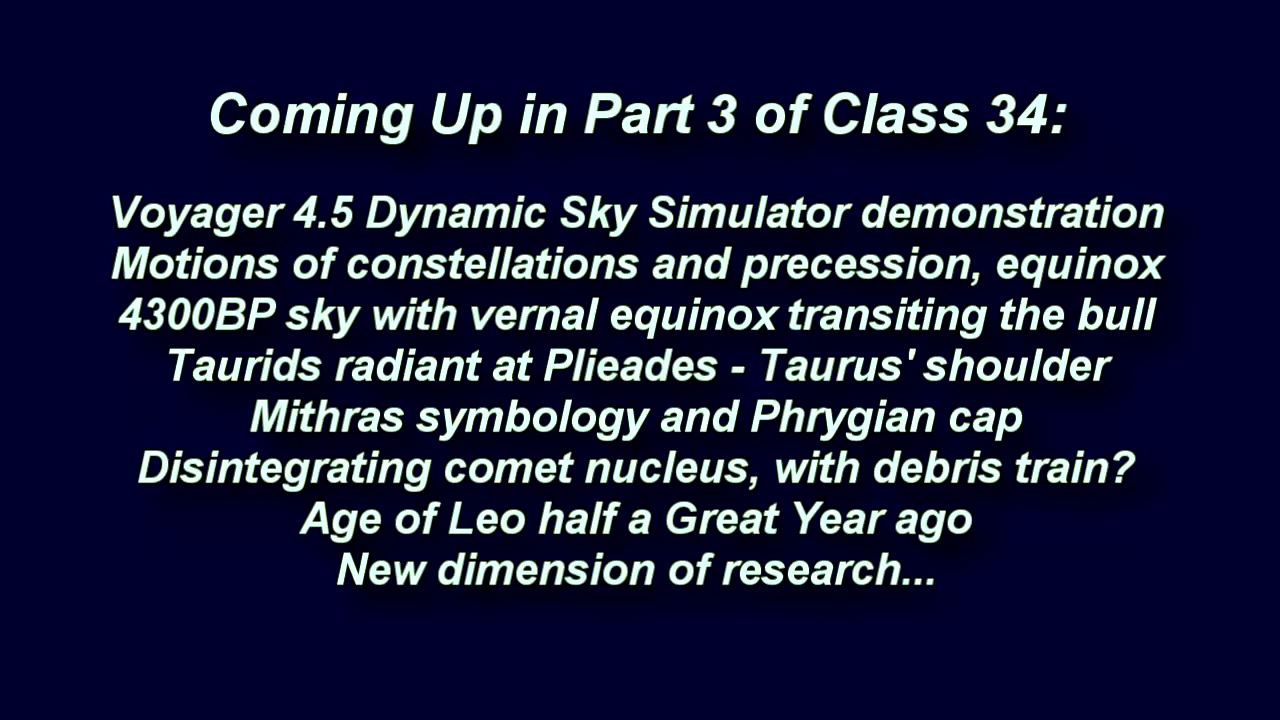 Coming Up in Part 3 of Class 34:
Voyager 4.5 Dynamic Sky Simulator demonstration
Motions of constellations and precession, equinox
4300BP sky with vernal equinox transiting the bull
Taurids radiant at Plieades - Taurus' shoulder
Mithras symbology and Phrygian cap
Disintegrating comet nucleus, with debris train?
Age of Leo half a Great Year ago
New dimension of research...